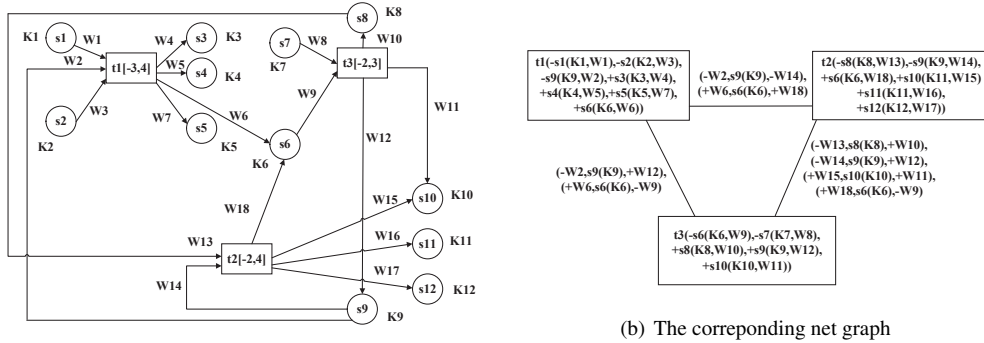 s8 K8
K1 s1 W1
W2
W4 s3 K3
W5
s4 K4
t1[-3,4]
W3
s2
K2
W7 s5
K5
W6
s6
K6
s7 W8
K7
t3[-2,3]
W10
W9
W11
W12
W18
W13
t2[-2,4]
W14
W15
s10 K10
W16
s11 K11
W17
s12 K12
s9
K9
t1(-s1(K1,W1),-s2(K2,W3),
-s9(K9,W2),+s3(K3,W4),
+s4(K4,W5),+s5(K5,W7),
+s6(K6,W6))
(-W2,s9(K9),-W14),
(+W6,s6(K6),+W18)
t2(-s8(K8,W13),-s9(K9,W14),
+s6(K6,W18),+s10(K11,W15)
+s11(K11,W16),
+s12(K12,W17))
(-W2,s9(K9),+W12),
(+W6,s6(K6),-W9)
(-W13,s8(K8),+W10),
(-W14,s9(K9),+W12),
(+W15,s10(K10),+W11),
(+W18,s6(K6),-W9)
t3(-s6(K6,W9),-s7(K7,W8),
+s8(K8,W10),+s9(K9,W12),
+s10(K10,W11))
(b) The correponding net graph